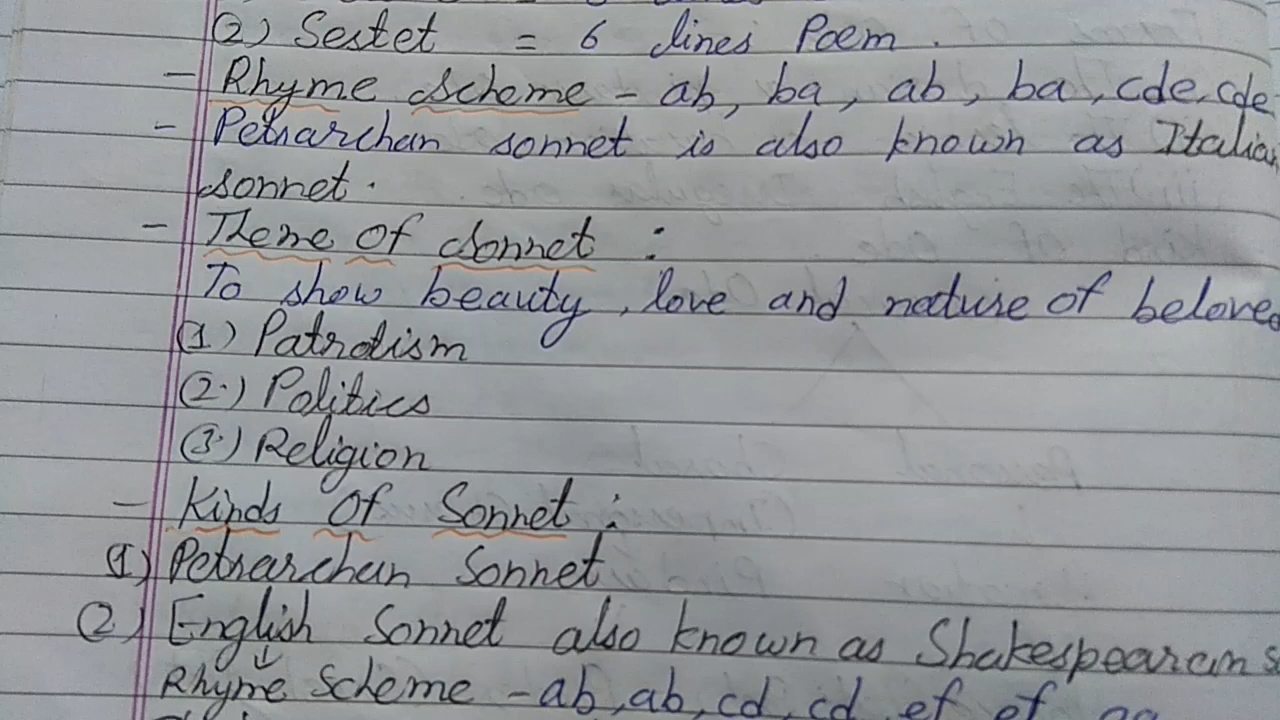 (2) Sestet = 6 lines Poem.
- Rhyme scheme - ab, ba, ab, ba, cde, cde
- Petrarchan sonnet is also known as Italian
sonnet.
- Theme Of Sonnet :
To show beauty, love and nature of beloved
(1) Patriotism
(2.) Politics
(3.) Religion
- Kinds Of Sonnet :
(1) Petrarchan Sonnet
(2) English Sonnet also known as Shakespearean s
Rhyme Scheme - ab, ab, cd, cd, ef, ef